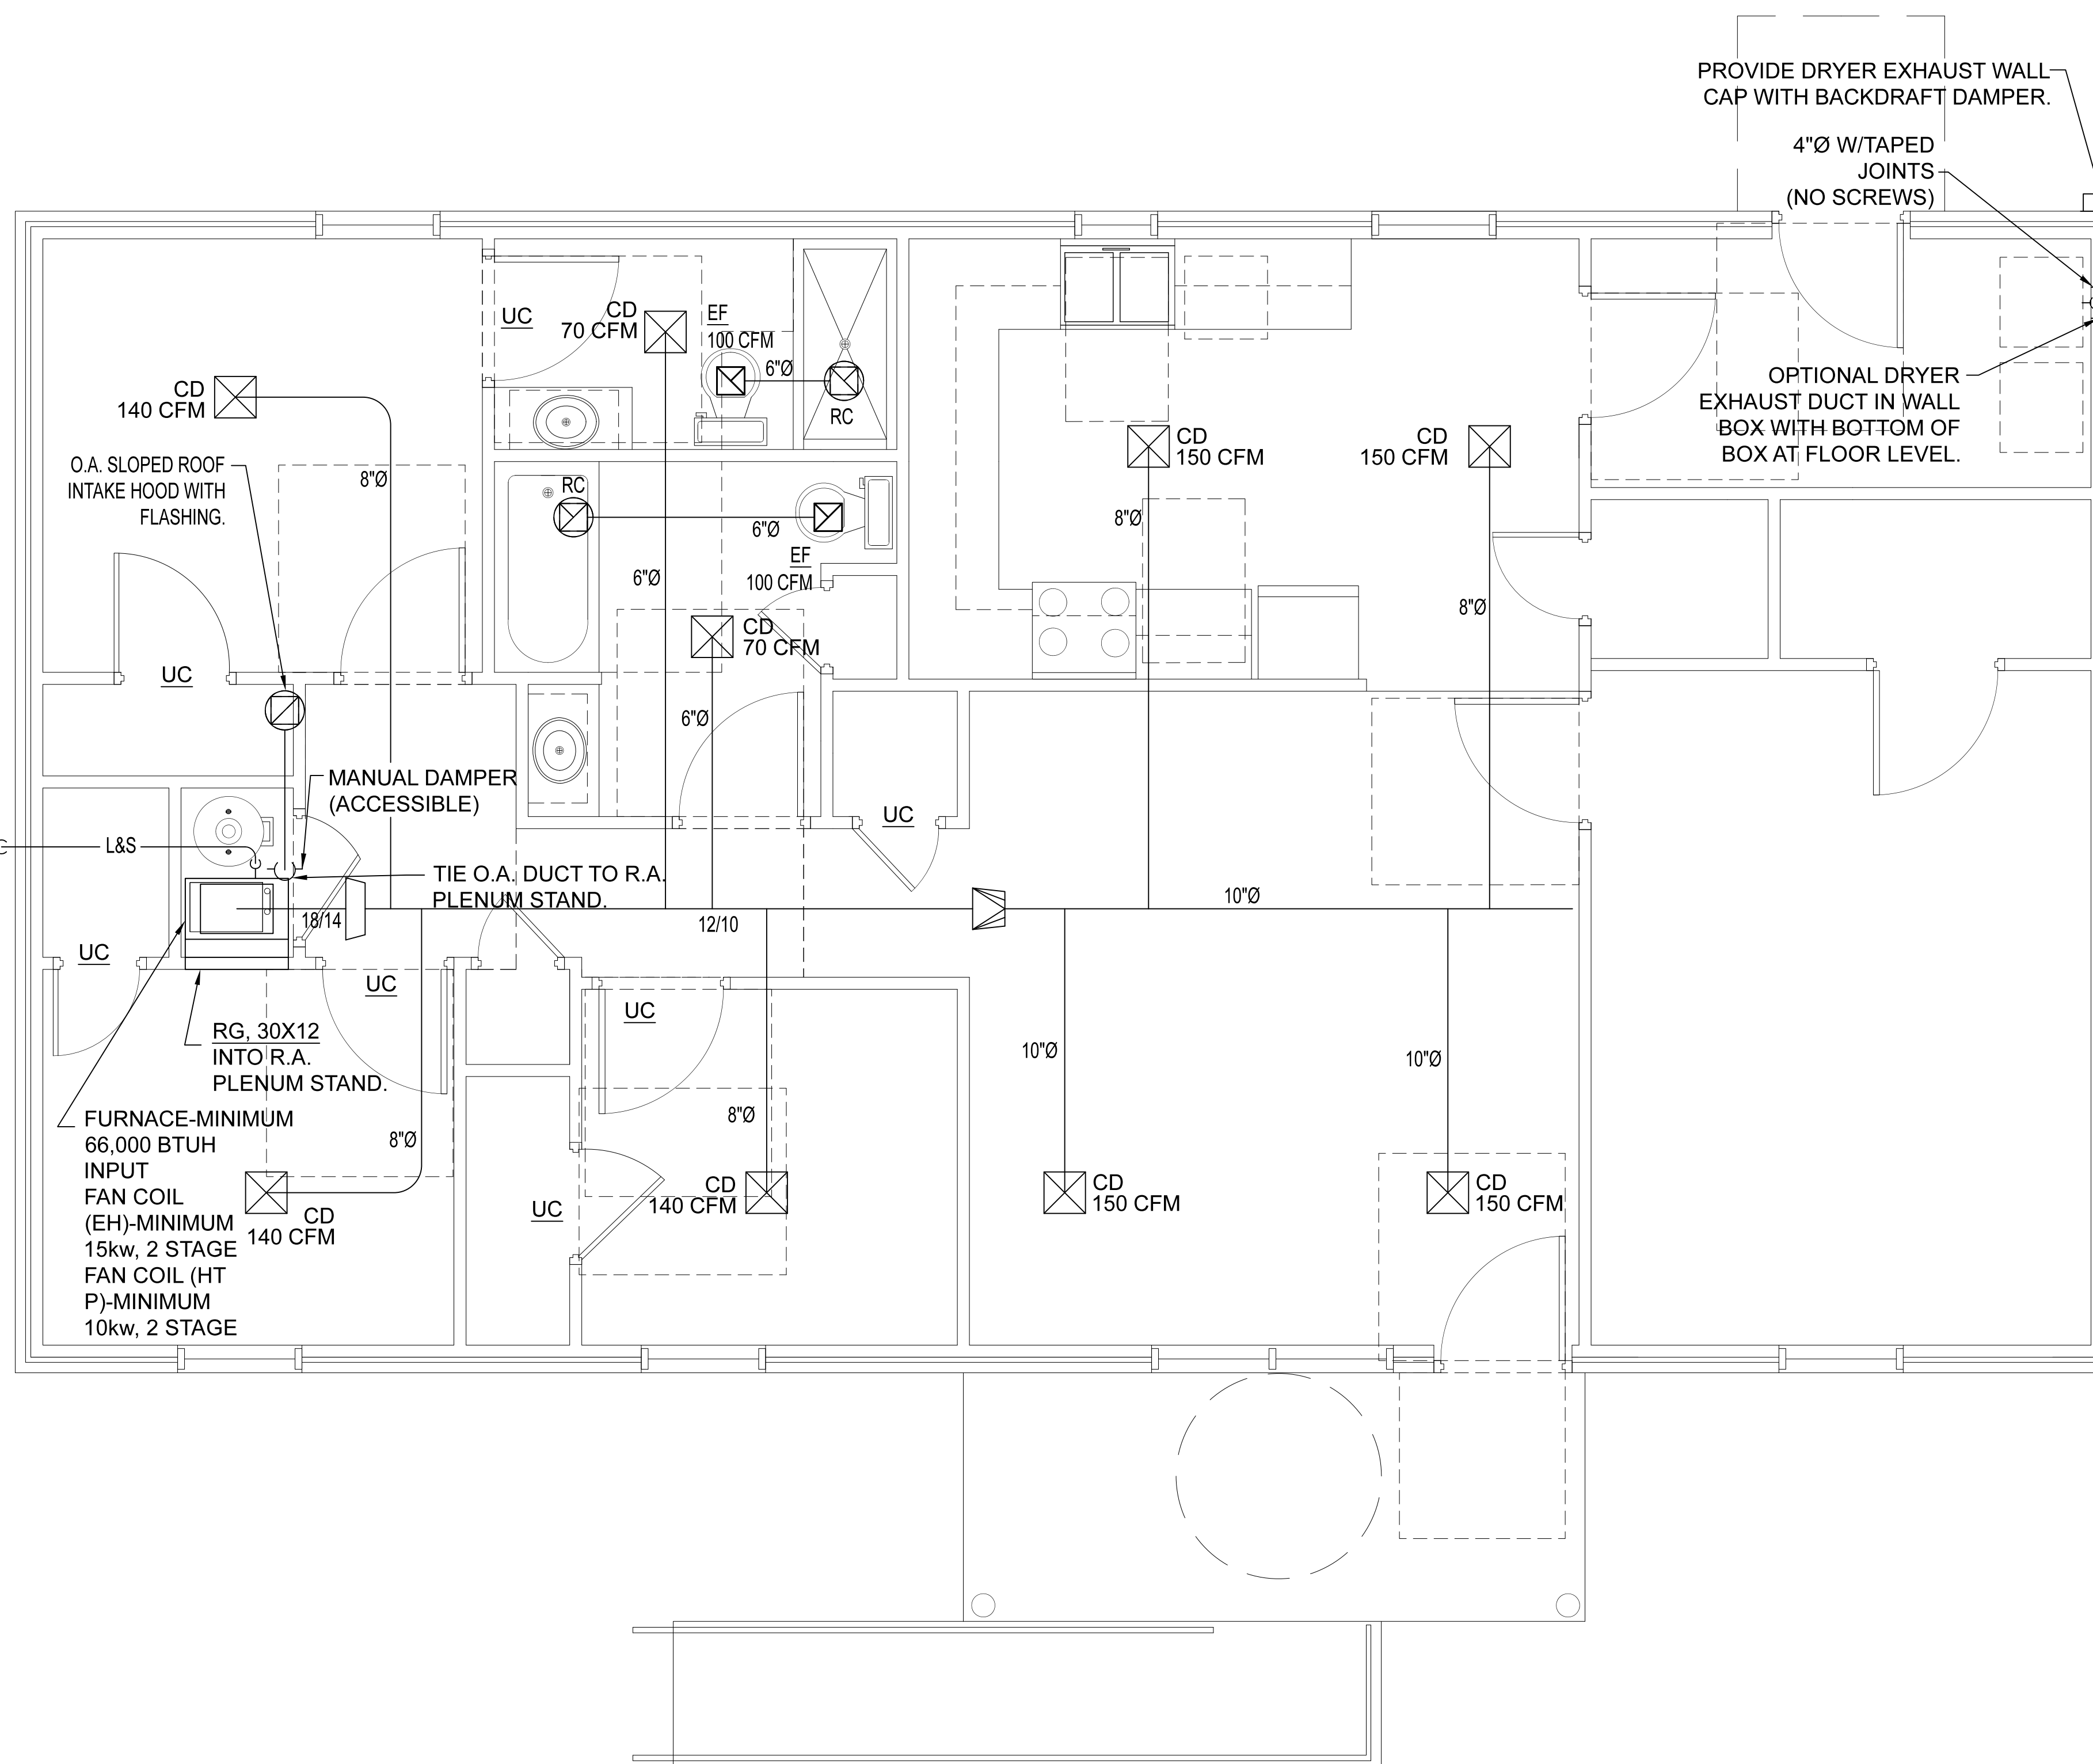 PROVIDE DRYER EXHAUST WALL
CAP WITH BACKDRAFT DAMPER.
4"Ø W/TAPED
JOINTS
(NO SCREWS)
UC
CD
70 CFM
EF
100 CFM
6"Ø
RC
CD
140 CFM
OPTIONAL DRYER
EXHAUST DUCT IN WALL
BOX WITH BOTTOM OF
BOX AT FLOOR LEVEL.
CD
150 CFM
CD
150 CFM
O.A. SLOPED ROOF
INTAKE HOOD WITH
FLASHING.
8"Ø
RC
6"Ø
EF
100 CFM
8"Ø
6"Ø
8"Ø
CD
70 CFM
UC
6"Ø
MANUAL DAMPER
(ACCESSIBLE)
UC
L&S
TIE O.A. DUCT TO R.A.
PLENUM STAND.
18/14
12/10
10"Ø
UC
UC
UC
RG, 30X12
INTO R.A.
PLENUM STAND.
10"Ø
10"Ø
FURNACE-MINIMUM
66,000 BTUH
INPUT
FAN COIL
(EH)-MINIMUM
15kw, 2 STAGE
FAN COIL (HT
P)-MINIMUM
10kw, 2 STAGE
8"Ø
8"Ø
CD
140 CFM
UC
CD
140 CFM
CD
150 CFM
CD
150 CFM